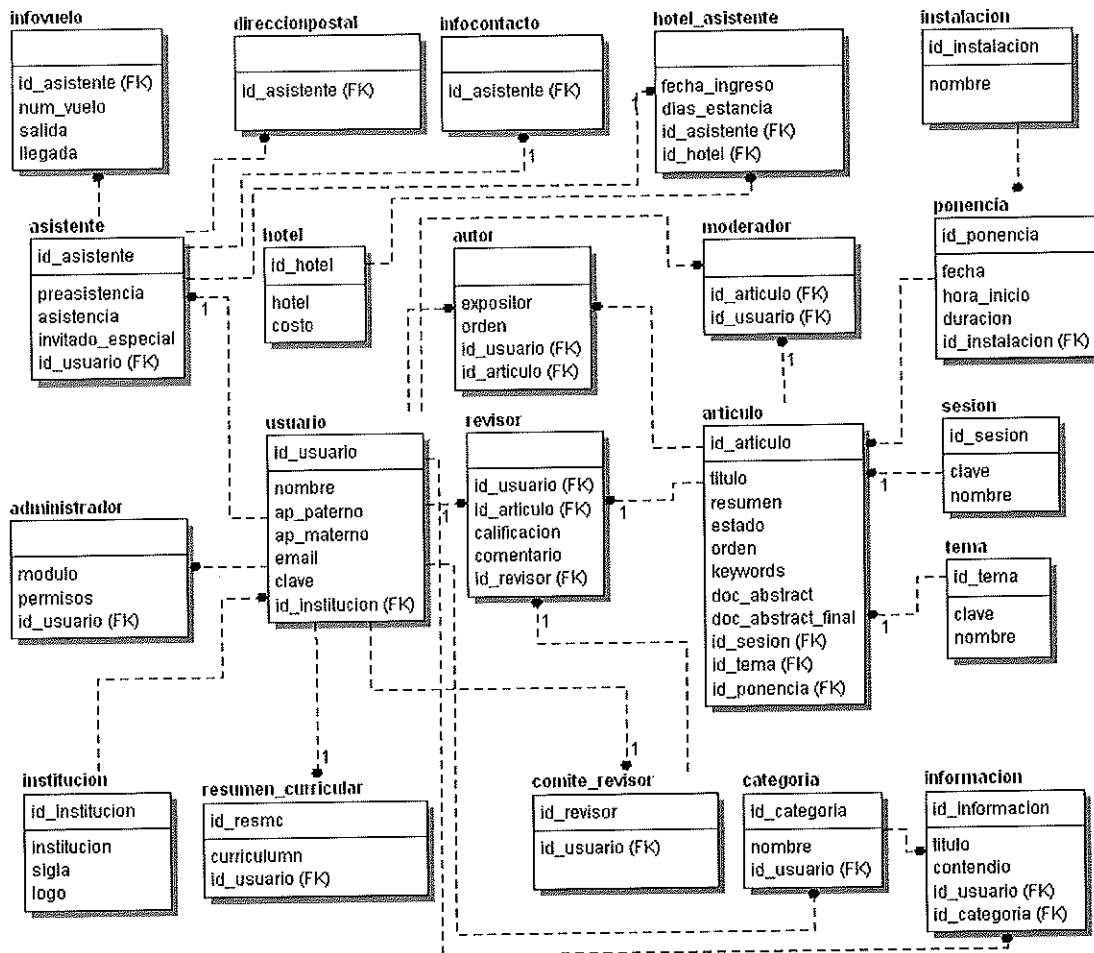 infovuelo
id_asistente (FK)
num_vuelo
salida
llegada
direccionpostal
id_asistente (FK)
infocontacto
id_asistente (FK)
1
hotel_asistente
fecha_ingreso
dias_estancia
id_asistente (FK)
id_hotel (FK)
1
instalacion
id_instalacion
nombre
asistente
id_asistente
preasistencia
asistencia
invitado_especial
id_usuario (FK)
1
hotel
id_hotel
hotel
costo
autor
expositor
orden
id_usuario (FK)
id_articulo (FK)
moderador
id_articulo (FK)
id_usuario (FK)
1
ponencia
id_ponencia
fecha
hora_inicio
duracion
id_instalacion (FK)
administrador
modulo
permisos
id_usuario (FK)
usuario
id_usuario
nombre
ap_paterno
ap_materno
email
clave
id_institucion (FK)
1
revisor
id_usuario (FK)
id_articulo (FK)
calificacion
comentario
id_revisor (FK)
1
1
articulo
id_articulo
titulo
resumen
estado
orden
keywords
doc_abstract
doc_abstract_final
id_sesion (FK)
id_tema (FK)
id_ponencia (FK)
1
1
sesion
id_sesion
clave
nombre
tema
id_tema
clave
nombre
institucion
id_institucion
institucion
sigla
logo
1
resumen_curricular
id_resmc
curriculumn
id_usuario (FK)
1
comite_revisor
id_revisor
id_usuario (FK)
categoria
id_categoria
nombre
id_usuario (FK)
informacion
id_informacion
titulo
contendio
id_usuario (FK)
id_categoria (FK)